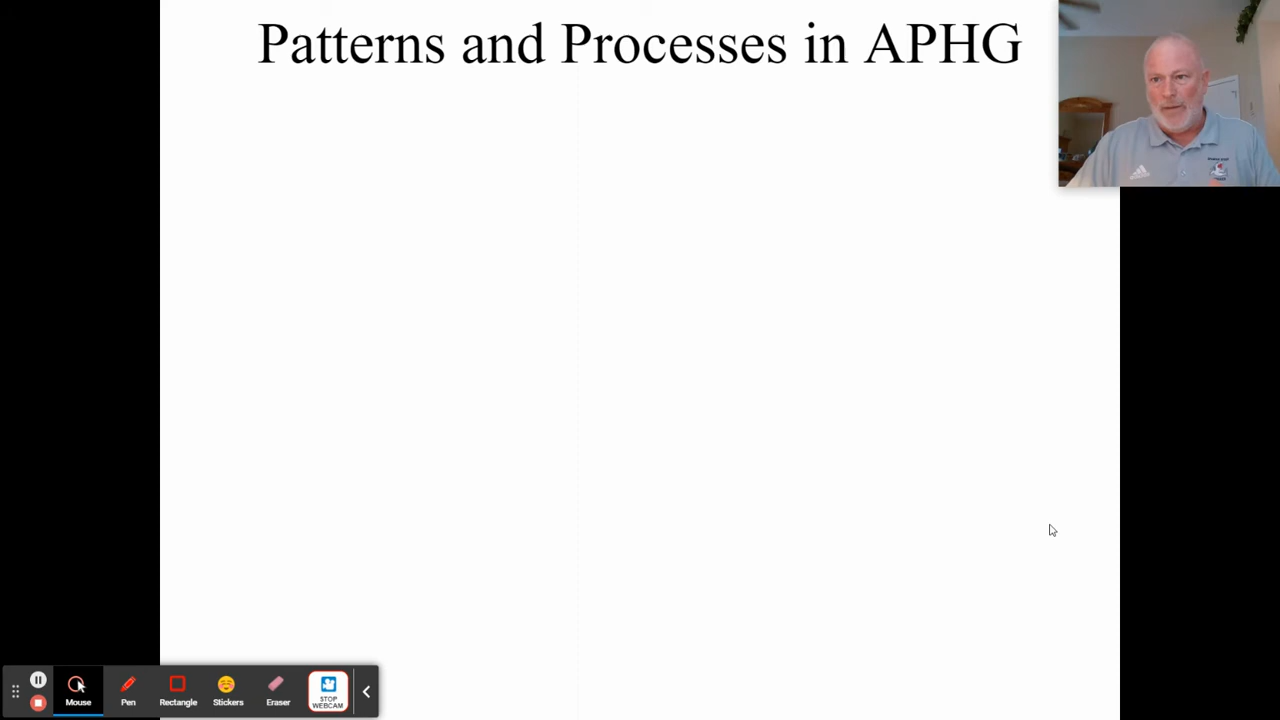 Patterns and Processes in APHG
Mouse
Pen
Rectangle
Stickers
Eraser
STOP
WEBCAM